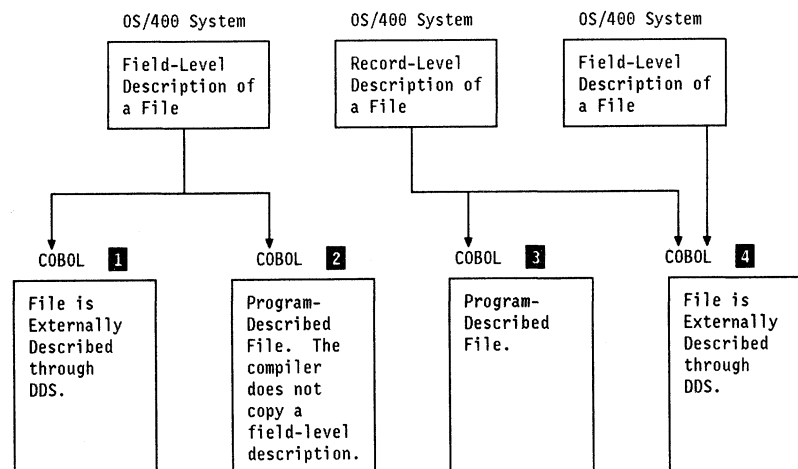 OS/400 System
OS/400 System
OS/400 System
Field-Level
Description of
a File
Record-Level
Description of
a File
Field-Level
Description of
a File
COBOL 1
COBOL 2
COBOL 3
COBOL 4
File is
Externally
Described
through
DDS.
Program-
Described
File. The
compiler
does not
copy a
field-level
description.
Program-
Described
File.
File is
Externally
Described
through
DDS.